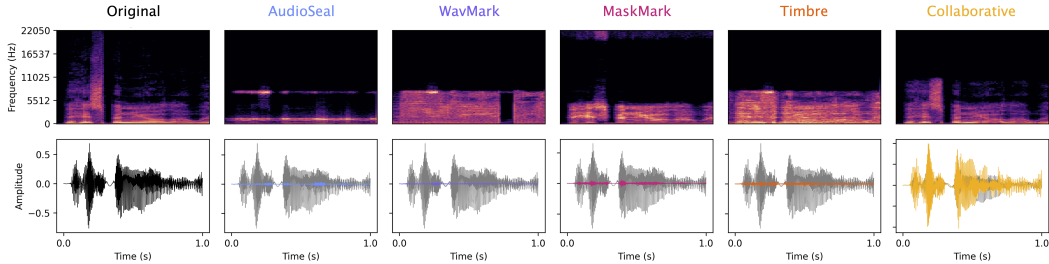 Original AudioSeal WavMark MaskMark Timbre Collaborative
Frequency (Hz)
22050
16537
11025
5512
0
Amplitude
0.5
0.0
−0.5
0.0 1.0 0.0 1.0 0.0 1.0 0.0 1.0 0.0 1.0 0.0 1.0
Time (s) Time (s) Time (s) Time (s) Time (s) Time (s)